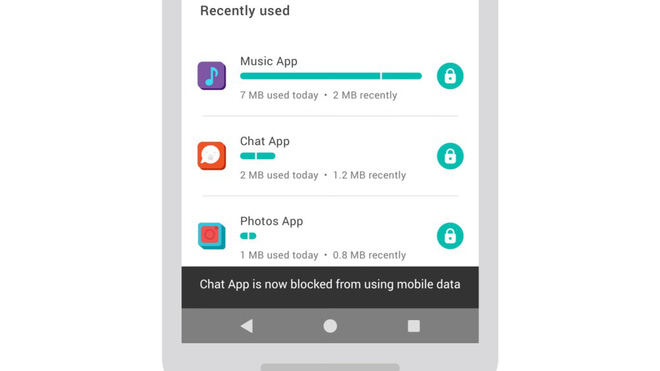 Recently used
Music App
7 MB used today • 2 MB recently
Chat App
2 MB used today • 1.2 MB recently
Photos App
1 MB used today • 0.8 MB recently
Chat App is now blocked from using mobile data